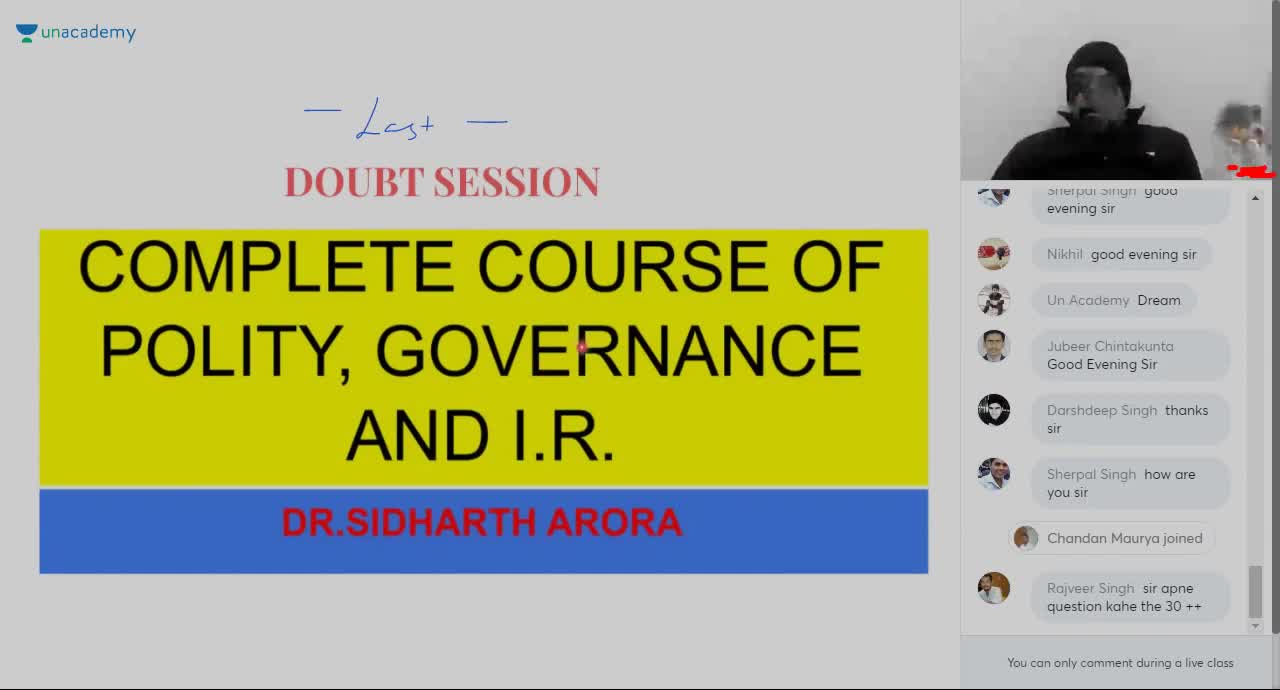 unacademy
— Last —
DOUBT SESSION
COMPLETE COURSE OF
POLITY, GOVERNANCE
AND I.R.
DR.SIDHARTH ARORA
Sherpal Singh good
evening sir
Nikhil good evening sir
Un.Academy Dream
Jubeer Chintakunta
Good Evening Sir
Darshdeep Singh thanks
sir
Sherpal Singh how are
you sir
Chandan Maurya joined
Rajveer Singh sir apne
question kahe the 30 ++
You can only comment during a live class